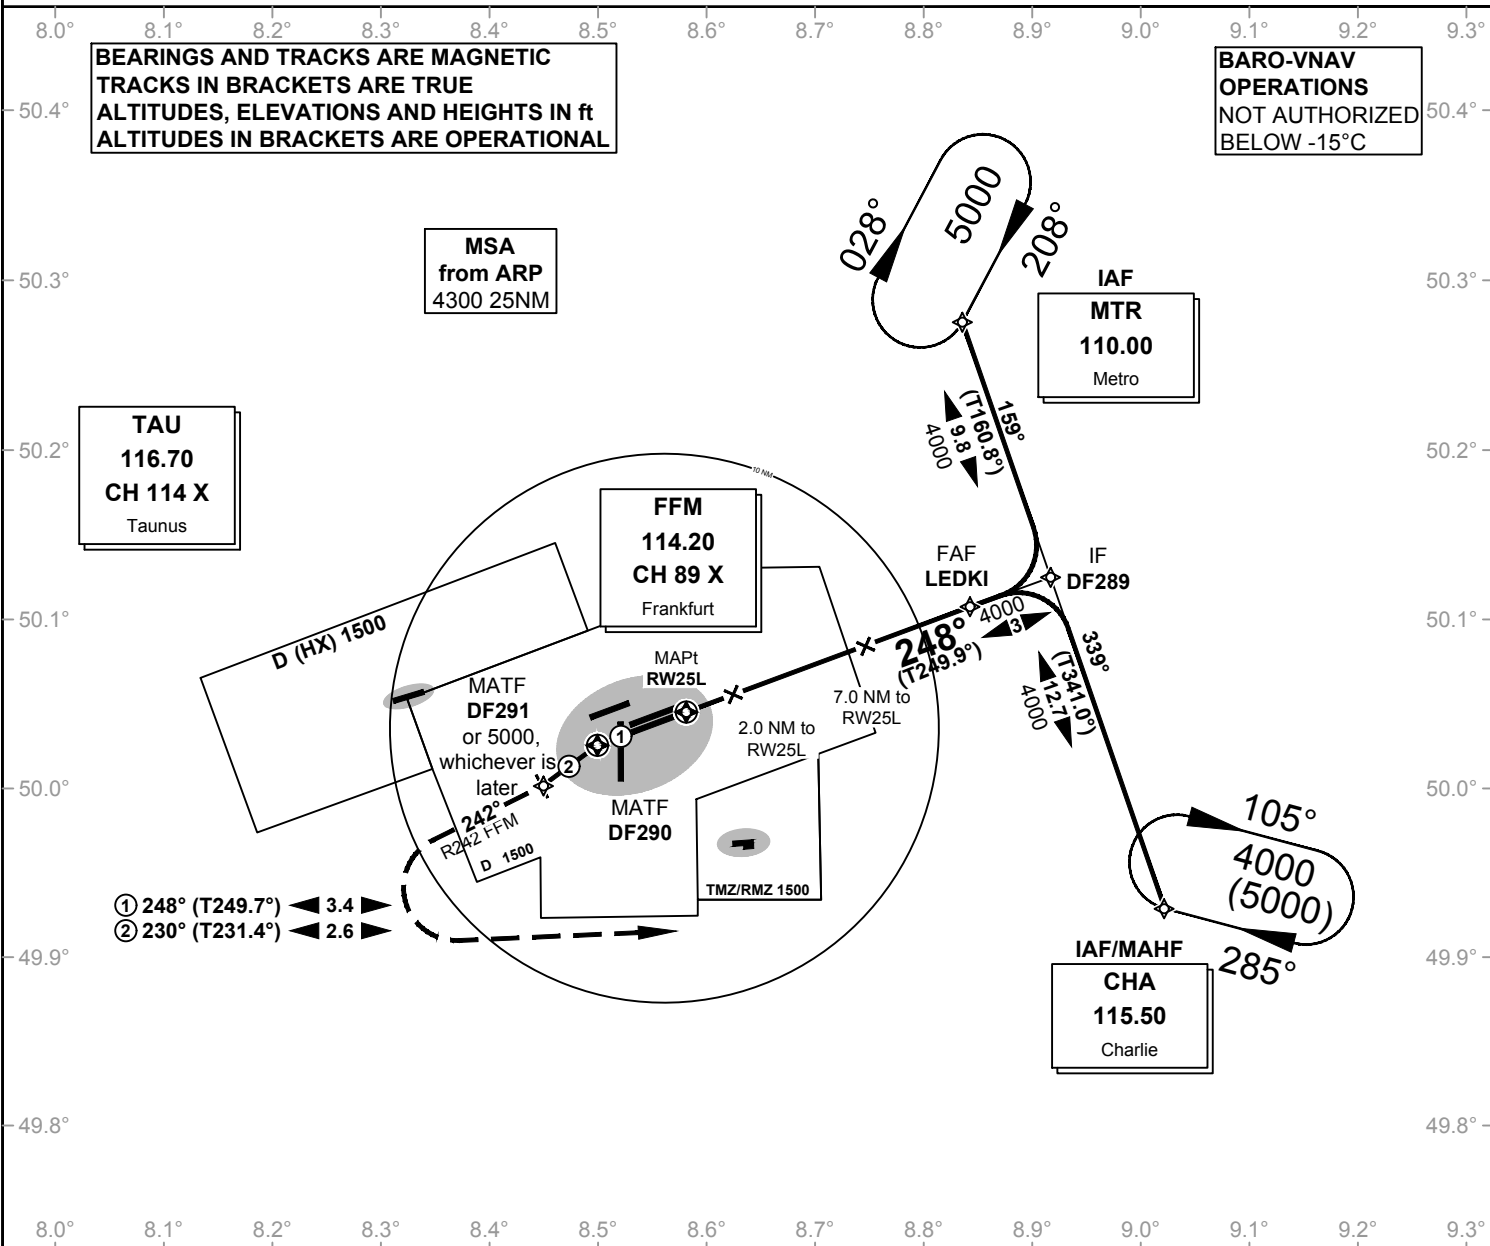 8.0° 8.1° 8.2° 8.3° 8.4° 8.5° 8.6° 8.7° 8.8° 8.9° 9.0° 9.1° 9.2° 9.3°
BEARINGS AND TRACKS ARE MAGNETIC
TRACKS IN BRACKETS ARE TRUE
ALTITUDES, ELEVATIONS AND HEIGHTS IN ft
ALTITUDES IN BRACKETS ARE OPERATIONAL
BARO-VNAV
OPERATIONS
NOT AUTHORIZED
BELOW -15°C
50.4° 50.4°
5000
028°
208°
MSA
from ARP
4300 25NM
50.3° 50.3°
IAF
MTR
110.00
Metro
159°
(T160.8°)
9.8
4000
TAU
116.70
CH 114 X
Taunus
50.2° 50.2°
10 NM
FFM
114.20
CH 89 X
Frankfurt
FAF
LEDKI
IF
DF289
50.1° 50.1°
4000
3
248°
(T249.9°)
D (HX) 1500
MAPt
RW25L
MATF
DF291
or 5000,
whichever is
later
339°
(T341.0°)
12.7
4000
7.0 NM to
RW25L
2.0 NM to
RW25L
1
2
50.0° 50.0°
MATF
DF290
242°
R242 FFM
D 1500
TMZ/RMZ 1500
105°
4000
(5000)
285°
1 248° (T249.7°) 3.4
2 230° (T231.4°) 2.6
49.9° 49.9°
IAF/MAHF
CHA
115.50
Charlie
49.8° 49.8°
8.0° 8.1° 8.2° 8.3° 8.4° 8.5° 8.6° 8.7° 8.8° 8.9° 9.0° 9.1° 9.2° 9.3°